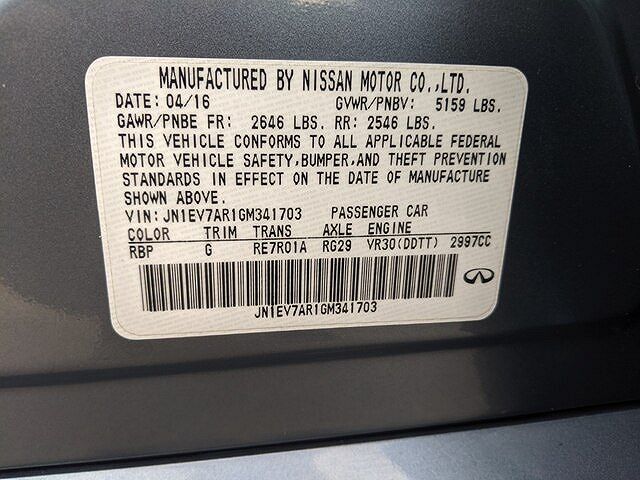 MANUFACTURED BY NISSAN MOTOR CO.,LTD.
DATE: 04/16 GVWR/PNBV: 5159 LBS.
GAWR/PNBE FR: 2646 LBS. RR: 2546 LBS.
THIS VEHICLE CONFORMS TO ALL APPLICABLE FEDERAL
MOTOR VEHICLE SAFETY,BUMPER,AND THEFT PREVENTION
STANDARDS IN EFFECT ON THE DATE OF MANUFACTURE
SHOWN ABOVE.
VIN: JN1EV7AR1GM341703 PASSENGER CAR
COLOR TRIM TRANS AXLE ENGINE
RBP G RE7R01A RG29 VR30(DDTT) 2997CC
JN1EV7AR1GM341703